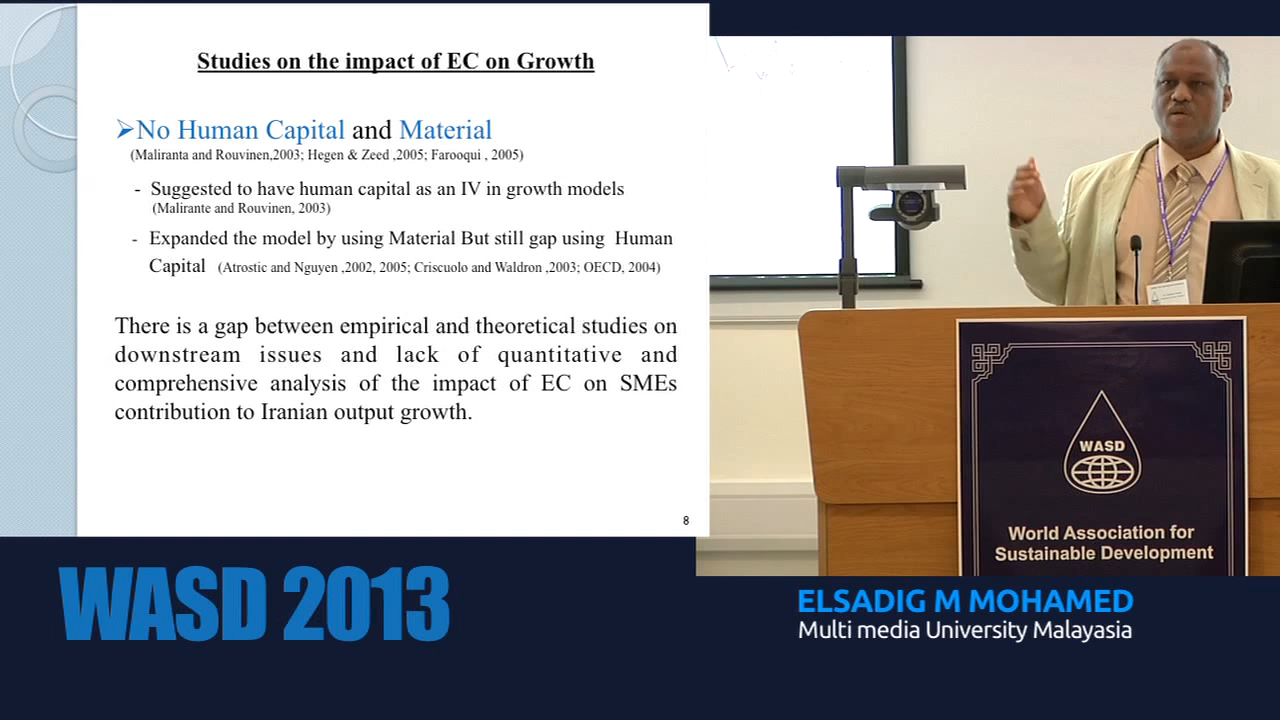 Studies on the impact of EC on Growth
➢No Human Capital and Material
(Maliranta and Rouvinen,2003; Hegen & Zeed ,2005; Farooqui , 2005)
- Suggested to have human capital as an IV in growth models
(Malirante and Rouvinen, 2003)
- Expanded the model by using Material But still gap using Human
Capital (Atrostic and Nguyen ,2002, 2005; Criscuolo and Waldron ,2003; OECD, 2004)
There is a gap between empirical and theoretical studies on
downstream issues and lack of quantitative and
comprehensive analysis of the impact of EC on SMEs
contribution to Iranian output growth.
8
WASD
World Association for
Sustainable Development
WASD 2013
ELSADIG M MOHAMED
Multi media University Malayasia